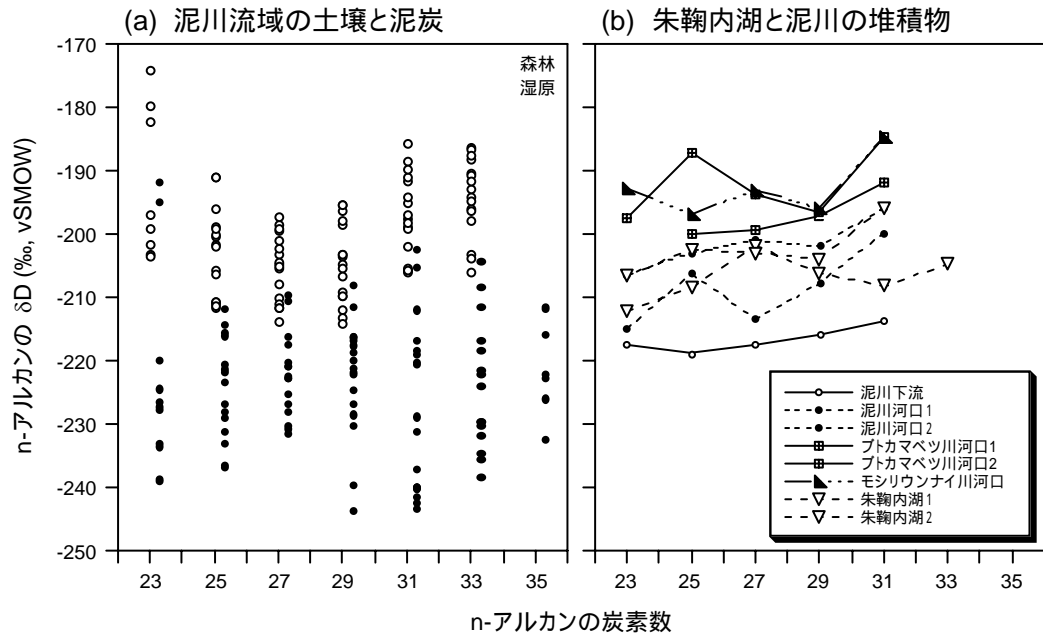 (a) 泥川流域の土壌と泥炭
(b) 朱鞠内湖と泥川の堆積物
n-アルカンの δD (‰, vSMOW)
-170
-180
-190
-200
-210
-220
-230
-240
-250
森林
湿原
23 25 27 29 31 33 35
23 25 27 29 31 33 35
泥川下流
泥川河口1
泥川河口2
ブトカマベツ川河口1
ブトカマベツ川河口2
モシリウンナイ川河口
朱鞠内湖1
朱鞠内湖2
n-アルカンの炭素数